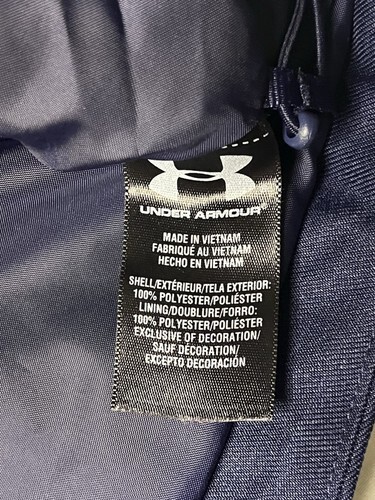 UNDER ARMOUR
MADE IN VIETNAM
FABRIQUÉ AU VIETNAM
HECHO EN VIETNAM
SHELL/EXTÉRIEUR/TELA EXTERIOR:
100% POLYESTER/POLIÉSTER
LINING/DOUBLURE/FORRO:
100% POLYESTER/POLIÉSTER
EXCLUSIVE OF DECORATION/
SAUF DÉCORATION/
EXCEPTO DECORACIÓN